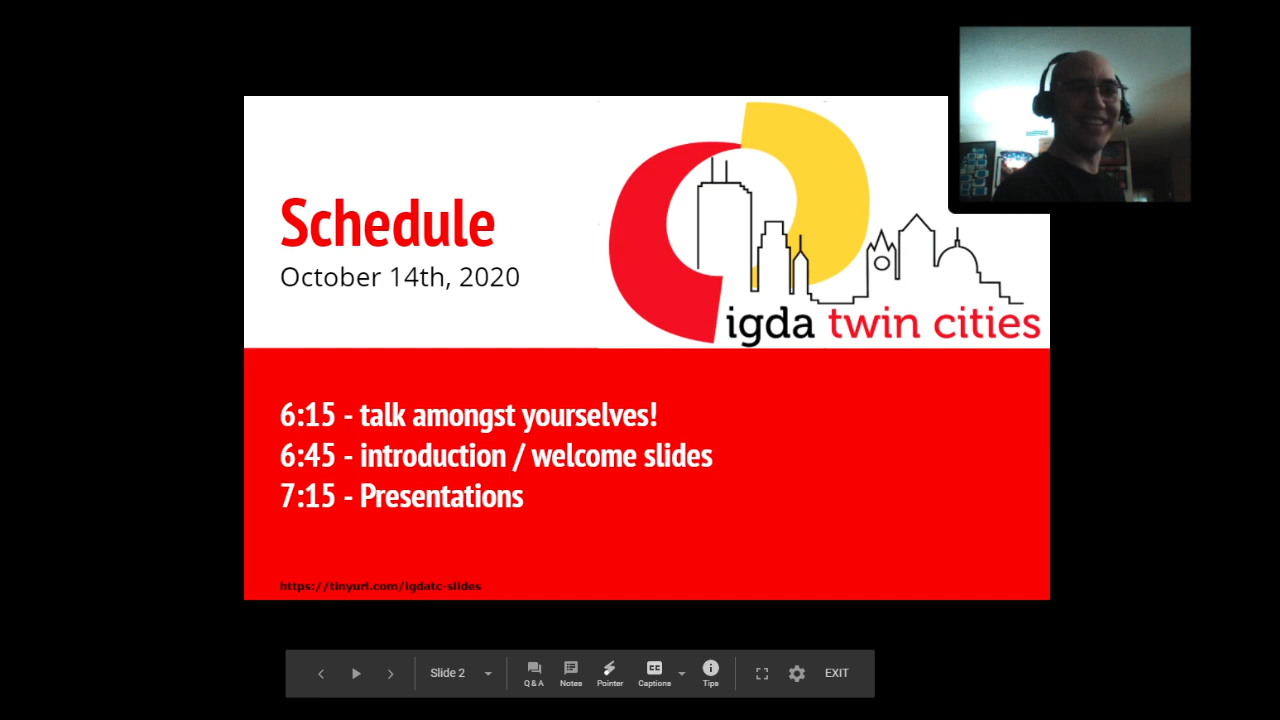 Schedule
October 14th, 2020
igda twin cities
6:15 - talk amongst yourselves!
6:45 - introduction / welcome slides
7:15 - Presentations
https://tinyurl.com/igdatc-slides
Slide 2
Q & A
Notes
Pointer
CC
Captions
Tips
EXIT